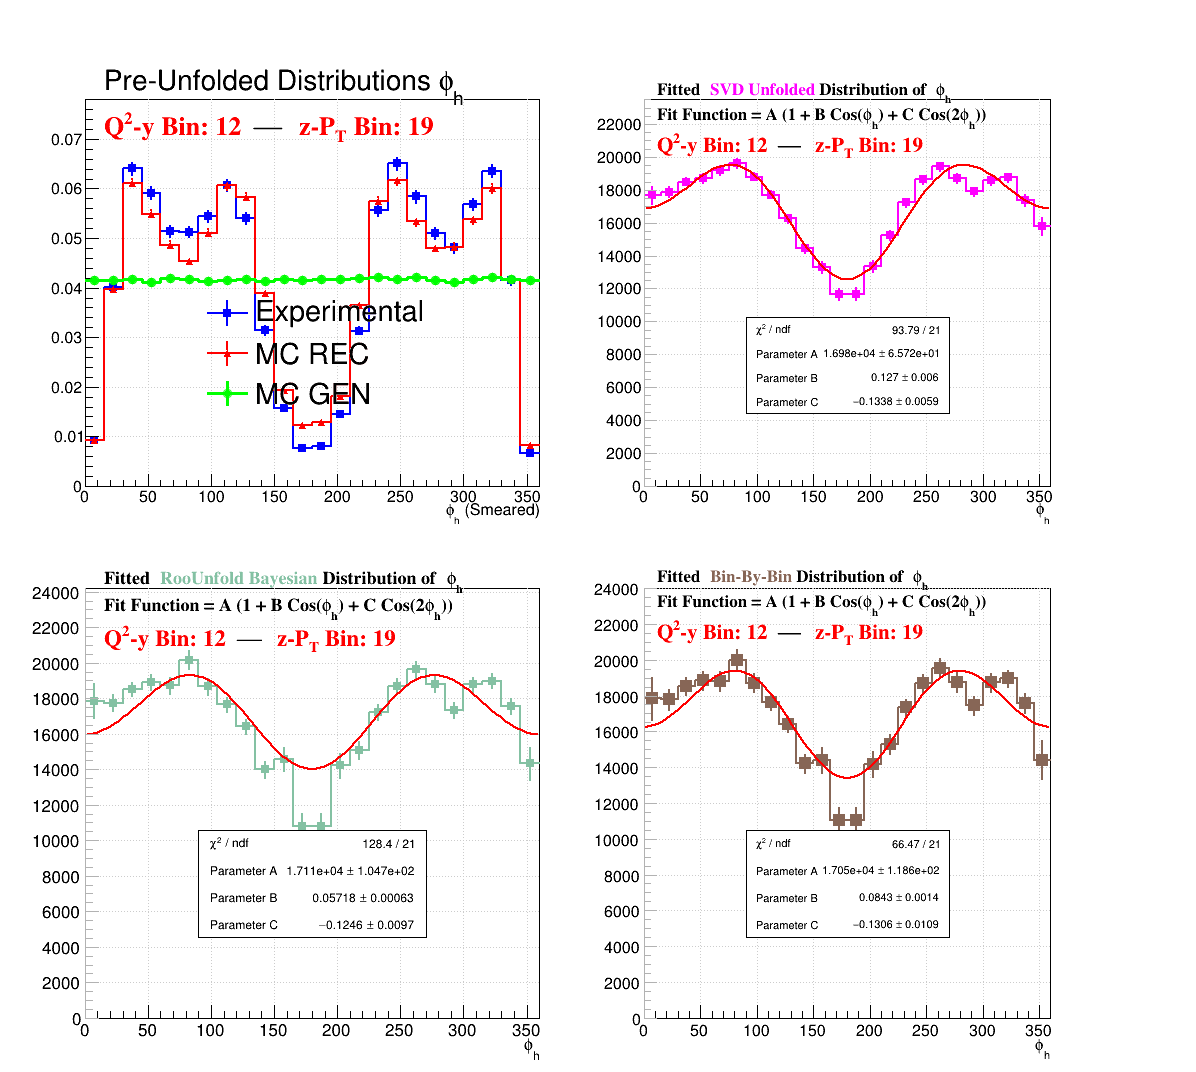 Pre-Unfolded Distributions ϕh
Q²-y Bin: 12 — z-PT Bin: 19
0.07
0.06
0.05
0.04
0.03
0.02
0.01
0
Experimental
MC REC
MC GEN
0 50 100 150 200 250 300 350
ϕh (Smeared)
Fitted SVD Unfolded Distribution of ϕh
Fit Function = A (1 + B Cos(ϕh) + C Cos(2ϕh))
Q²-y Bin: 12 — z-PT Bin: 19
22000
20000
18000
16000
14000
12000
10000
8000
6000
4000
2000
0
χ² / ndf 93.79 / 21
Parameter A 1.698e+04 ± 6.572e+01
Parameter B 0.127 ± 0.006
Parameter C −0.1338 ± 0.0059
0 50 100 150 200 250 300 350
ϕh
Fitted RooUnfold Bayesian Distribution of ϕh
Fit Function = A (1 + B Cos(ϕh) + C Cos(2ϕh))
Q²-y Bin: 12 — z-PT Bin: 19
24000
22000
20000
18000
16000
14000
12000
10000
8000
6000
4000
2000
0
χ² / ndf 128.4 / 21
Parameter A 1.711e+04 ± 1.047e+02
Parameter B 0.05718 ± 0.00063
Parameter C −0.1246 ± 0.0097
0 50 100 150 200 250 300 350
ϕh
Fitted Bin-By-Bin Distribution of ϕh
Fit Function = A (1 + B Cos(ϕh) + C Cos(2ϕh))
Q²-y Bin: 12 — z-PT Bin: 19
24000
22000
20000
18000
16000
14000
12000
10000
8000
6000
4000
2000
0
χ² / ndf 66.47 / 21
Parameter A 1.705e+04 ± 1.186e+02
Parameter B 0.0843 ± 0.0014
Parameter C −0.1306 ± 0.0109
0 50 100 150 200 250 300 350
ϕh